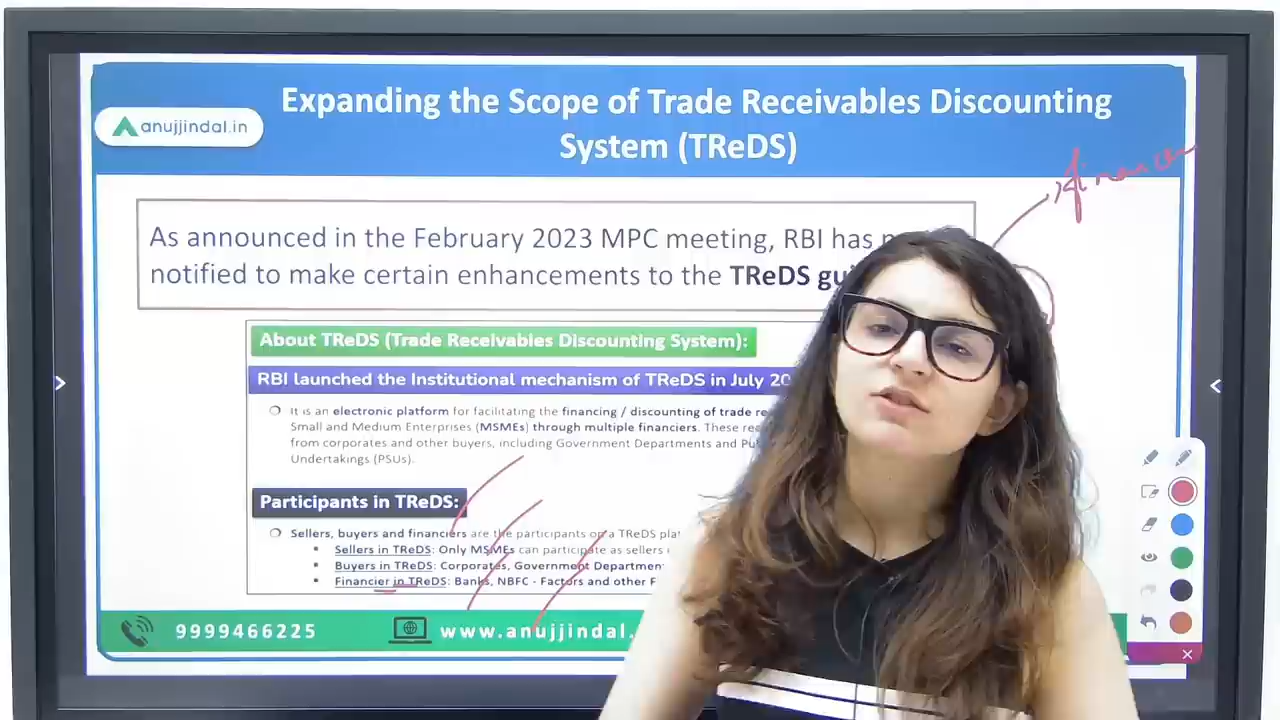 Expanding the Scope of Trade Receivables Discounting
anujjindal.in
System (TReDS)
finance
As announced in the February 2023 MPC meeting, RBI has
notified to make certain enhancements to the TReDS
About TReDS (Trade Receivables Discounting System):
RBI launched the Institutional mechanism of TReDS in July
It is an electronic platform for facilitating the financing / discounting of trade
Small and Medium Enterprises (MSMEs) through multiple financiers. These
from corporates and other buyers, including Government Departments and
Undertakings (PSUs).
Participants in TReDS:
Sellers, buyers and financiers are the participants on a TReDS
Sellers in TReDS: Only MSMEs can participate as sellers
Buyers in TReDS: Corporates, Government
Financier in TReDS: Banks, NBFC - Factors and other
9999466225
www.anujjindal.